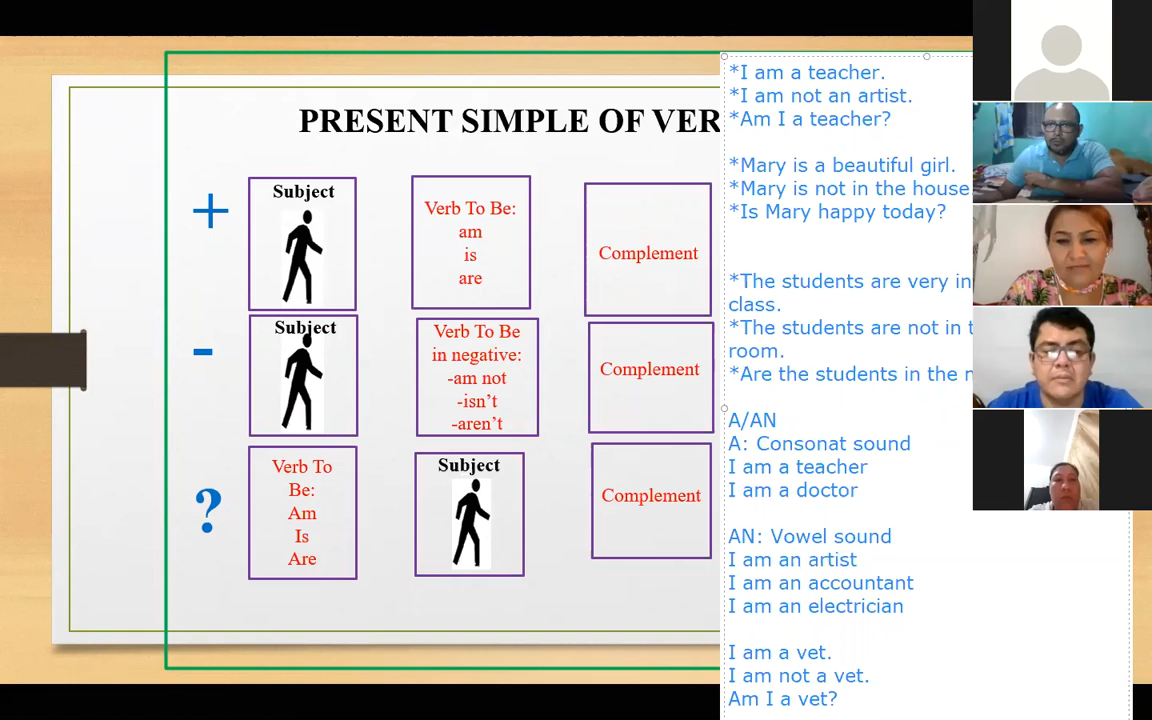 PRESENT SIMPLE OF VER
+
Subject
Verb To Be:
am
is
are
Complement
-
Subject
Verb To Be
in negative:
-am not
-isn't
-aren't
Complement
?
Verb To
Be:
Am
Is
Are
Subject
Complement
*I am a teacher.
*I am not an artist.
*Am I a teacher?
*Mary is a beautiful girl.
*Mary is not in the house
*Is Mary happy today?
*The students are very
class.
*The students are not in
room.
*Are the students in the
A/AN
A: Consonat sound
I am a teacher
I am a doctor
AN: Vowel sound
I am an artist
I am an accountant
I am an electrician
I am a vet.
I am not a vet.
Am I a vet?